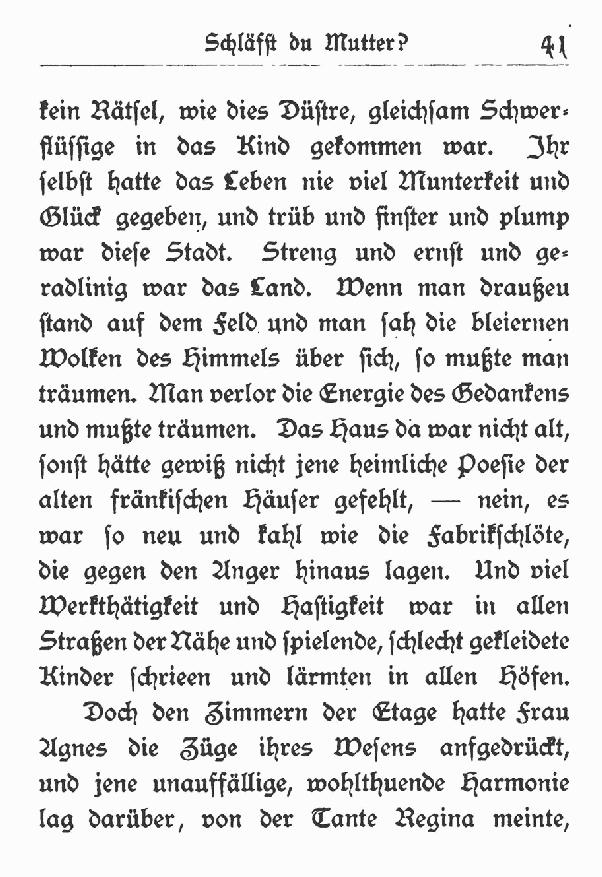 Schläfst du Mutter? 41
kein Rätsel, wie dies Düstre, gleichsam Schwer-
flüssige in das Kind gekommen war. Ihr
selbst hatte das Leben nie viel Munterkeit und
Glück gegeben, und trüb und finster und plump
war diese Stadt. Streng und ernst und ge-
radlinig war das Land. Wenn man draußeu
stand auf dem Feld und man sah die bleiernen
Wolken des Himmels über sich, so mußte man
träumen. Man verlor die Energie des Gedankens
und mußte träumen. Das Haus da war nicht alt,
sonst hätte gewiß nicht jene heimliche Poesie der
alten fränkischen Häuser gefehlt, — nein, es
war so neu und kahl wie die Fabrikschlöte,
die gegen den Anger hinaus lagen. Und viel
Werkthätigkeit und Hastigkeit war in allen
Straßen der Nähe und spielende, schlecht gekleidete
Kinder schrieen und lärmten in allen Höfen.
Doch den Zimmern der Etage hatte Frau
Agnes die Züge ihres Wesens anfgedrückt,
und jene unauffällige, wohlthuende Harmonie
lag darüber, von der Tante Regina meinte,